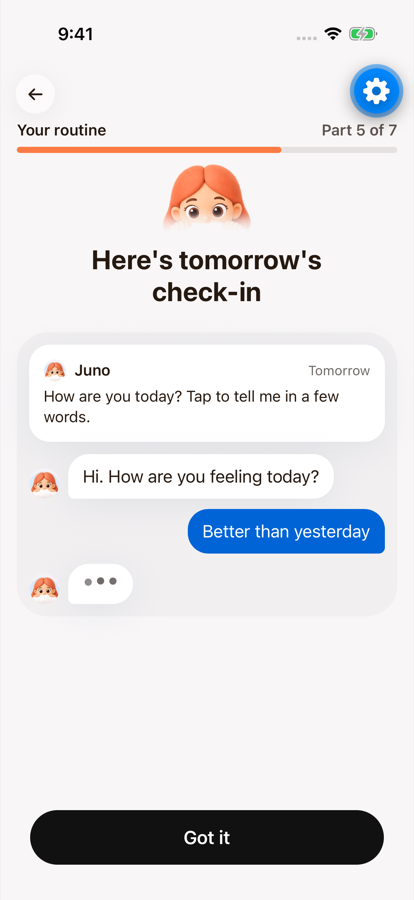 9:41
Your routine
Part 5 of 7
Here's tomorrow's
check-in
Juno
Tomorrow
How are you today? Tap to tell me in a few
words.
Hi. How are you feeling today?
Better than yesterday
Got it